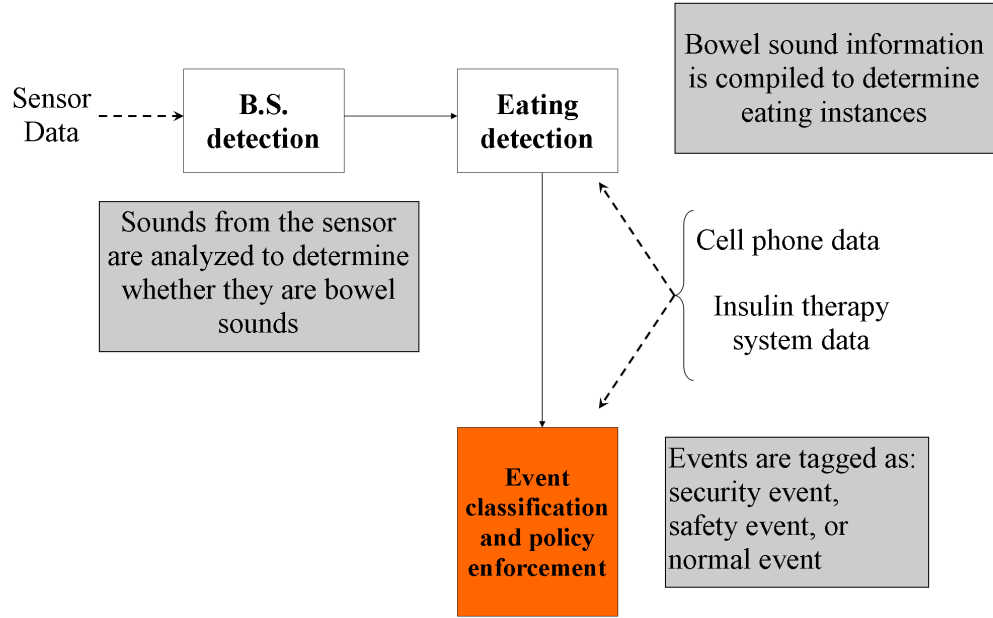 Sensor
Data
B.S.
detection
Eating
detection
Bowel sound information
is compiled to determine
eating instances
Sounds from the sensor
are analyzed to determine
whether they are bowel
sounds
Cell phone data
Insulin therapy
system data
Event
classification
and policy
enforcement
Events are tagged as:
security event,
safety event, or
normal event